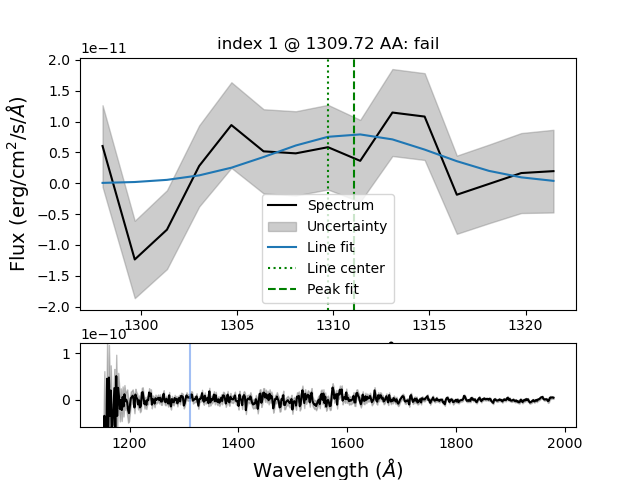 index 1 @ 1309.72 AA: fail
1e−11
2.0
1.5
1.0
0.5
0.0
−0.5
−1.0
−1.5
−2.0
Flux (erg/cm²/s/Å)
Spectrum
Uncertainty
Line fit
Line center
Peak fit
1300 1305 1310 1315 1320
1e−10
1
0
1200 1400 1600 1800 2000
Wavelength (Å)